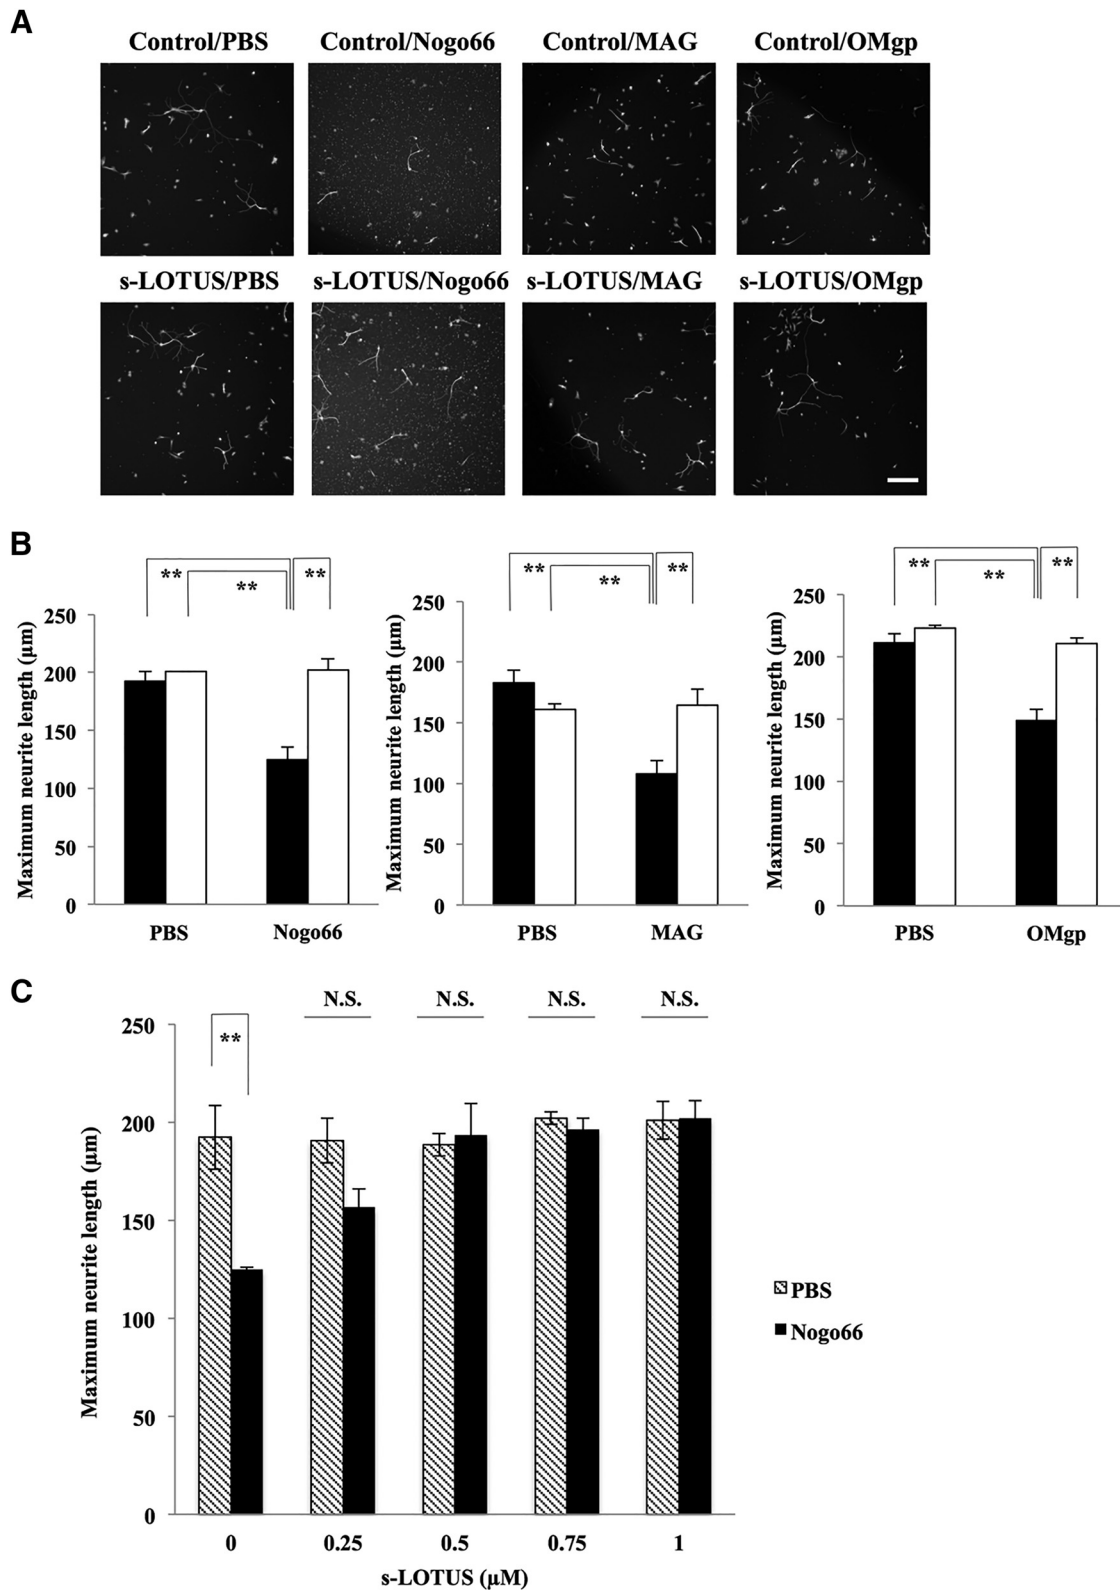 A
Control/PBS Control/Nogo66 Control/MAG Control/OMgp
s-LOTUS/PBS s-LOTUS/Nogo66 s-LOTUS/MAG s-LOTUS/OMgp
B
** ** **
Maximum neurite length (μm)
250
200
150
100
50
0
PBS Nogo66
** ** **
Maximum neurite length (μm)
250
200
150
100
50
0
PBS MAG
** ** **
Maximum neurite length (μm)
250
200
150
100
50
0
PBS OMgp
C
** N.S. N.S. N.S. N.S.
Maximum neurite length (μm)
250
200
150
100
50
0
0 0.25 0.5 0.75 1
s-LOTUS (μM)
PBS
Nogo66